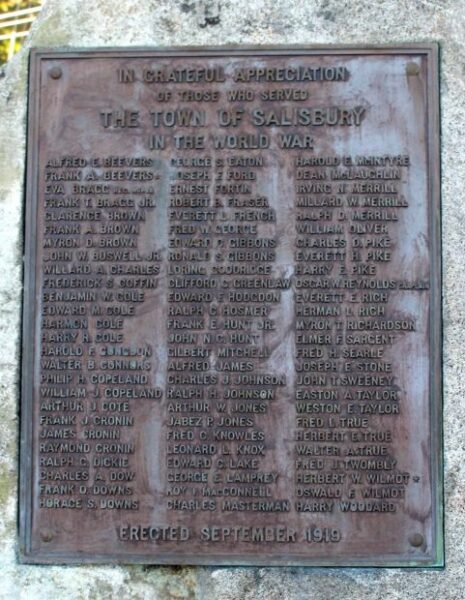 IN GRATEFUL APPRECIATION
OF THOSE WHO SERVED
THE TOWN OF SALISBURY
IN THE WORLD WAR
ALFRED E. BEEVERS
FRANK A. BEEVERS
EVA BRAGG
FRANK T. BRAGG JR.
CLARENCE BROWN
FRANK A. BROWN
MYRON D. BROWN
JOHN W. BOSWELL JR.
WILLARD A. CHARLES
FREDERICK S. COFFIN
BENJAMIN W. COLE
EDWARD M. COLE
HARMON COLE
HARRY R. COLE
HAROLD F. CONGDON
WALTER B. CONNORS
PHILIP H. COPELAND
WILLIAM J. COPELAND
ARTHUR J. COTE
FRANK J. CRONIN
JAMES CRONIN
RAYMOND CRONIN
RALPH C. DICKIE
CHARLES A. DOW
FRANK O. DOWNS
HORACE S. DOWNS
GEORGE S. EATON
JOSEPH E. FORD
ERNEST FORTIN
ROBERT B. FRASER
EVERETT L. FRENCH
FRED W. GEORGE
EDWARD D. GIBBONS
RONALD S. GIBBONS
LORING GOODRIDGE
CLIFFORD C. GREENLAW
EDWARD E. HODGDON
RALPH C. HOSMER
FRANK E. HUNT JR.
JOHN N. C. HUNT
GILBERT MITCHELL
ALFRED JAMES
CHARLES J. JOHNSON
RALPH H. JOHNSON
ARTHUR W. JONES
JABEZ P. JONES
FRED C. KNOWLES
LEONARD L. KNOX
EDWARD C. LAKE
GEORGE E. LAMPREY
ROY I. MACCONNELL
CHARLES MASTERMAN
HAROLD E. MCINTYRE
DEAN MCLAUGHLIN
IRVING N. MERRILL
MILLARD W. MERRILL
RALPH D. MERRILL
WILLIAM OLIVER
CHARLES D. PIKE
EVERETT H. PIKE
HARRY E. PIKE
OSCAR W. REYNOLDS
EVERETT E. RICH
HERMAN L. RICH
MYRON T. RICHARDSON
ELMER F. SARGENT
FRED H. SEARLE
JOSEPH E. STONE
JOHN T. SWEENEY
EASTON A. TAYLOR
WESTON E. TAYLOR
FRED L. TRUE
HERBERT E. TRUE
WALTER A. TRUE
FRED J. TWOMBLY
HERBERT W. WILMOT *
OSWALD F. WILMOT
HARRY WOODARD
ERECTED SEPTEMBER 1919